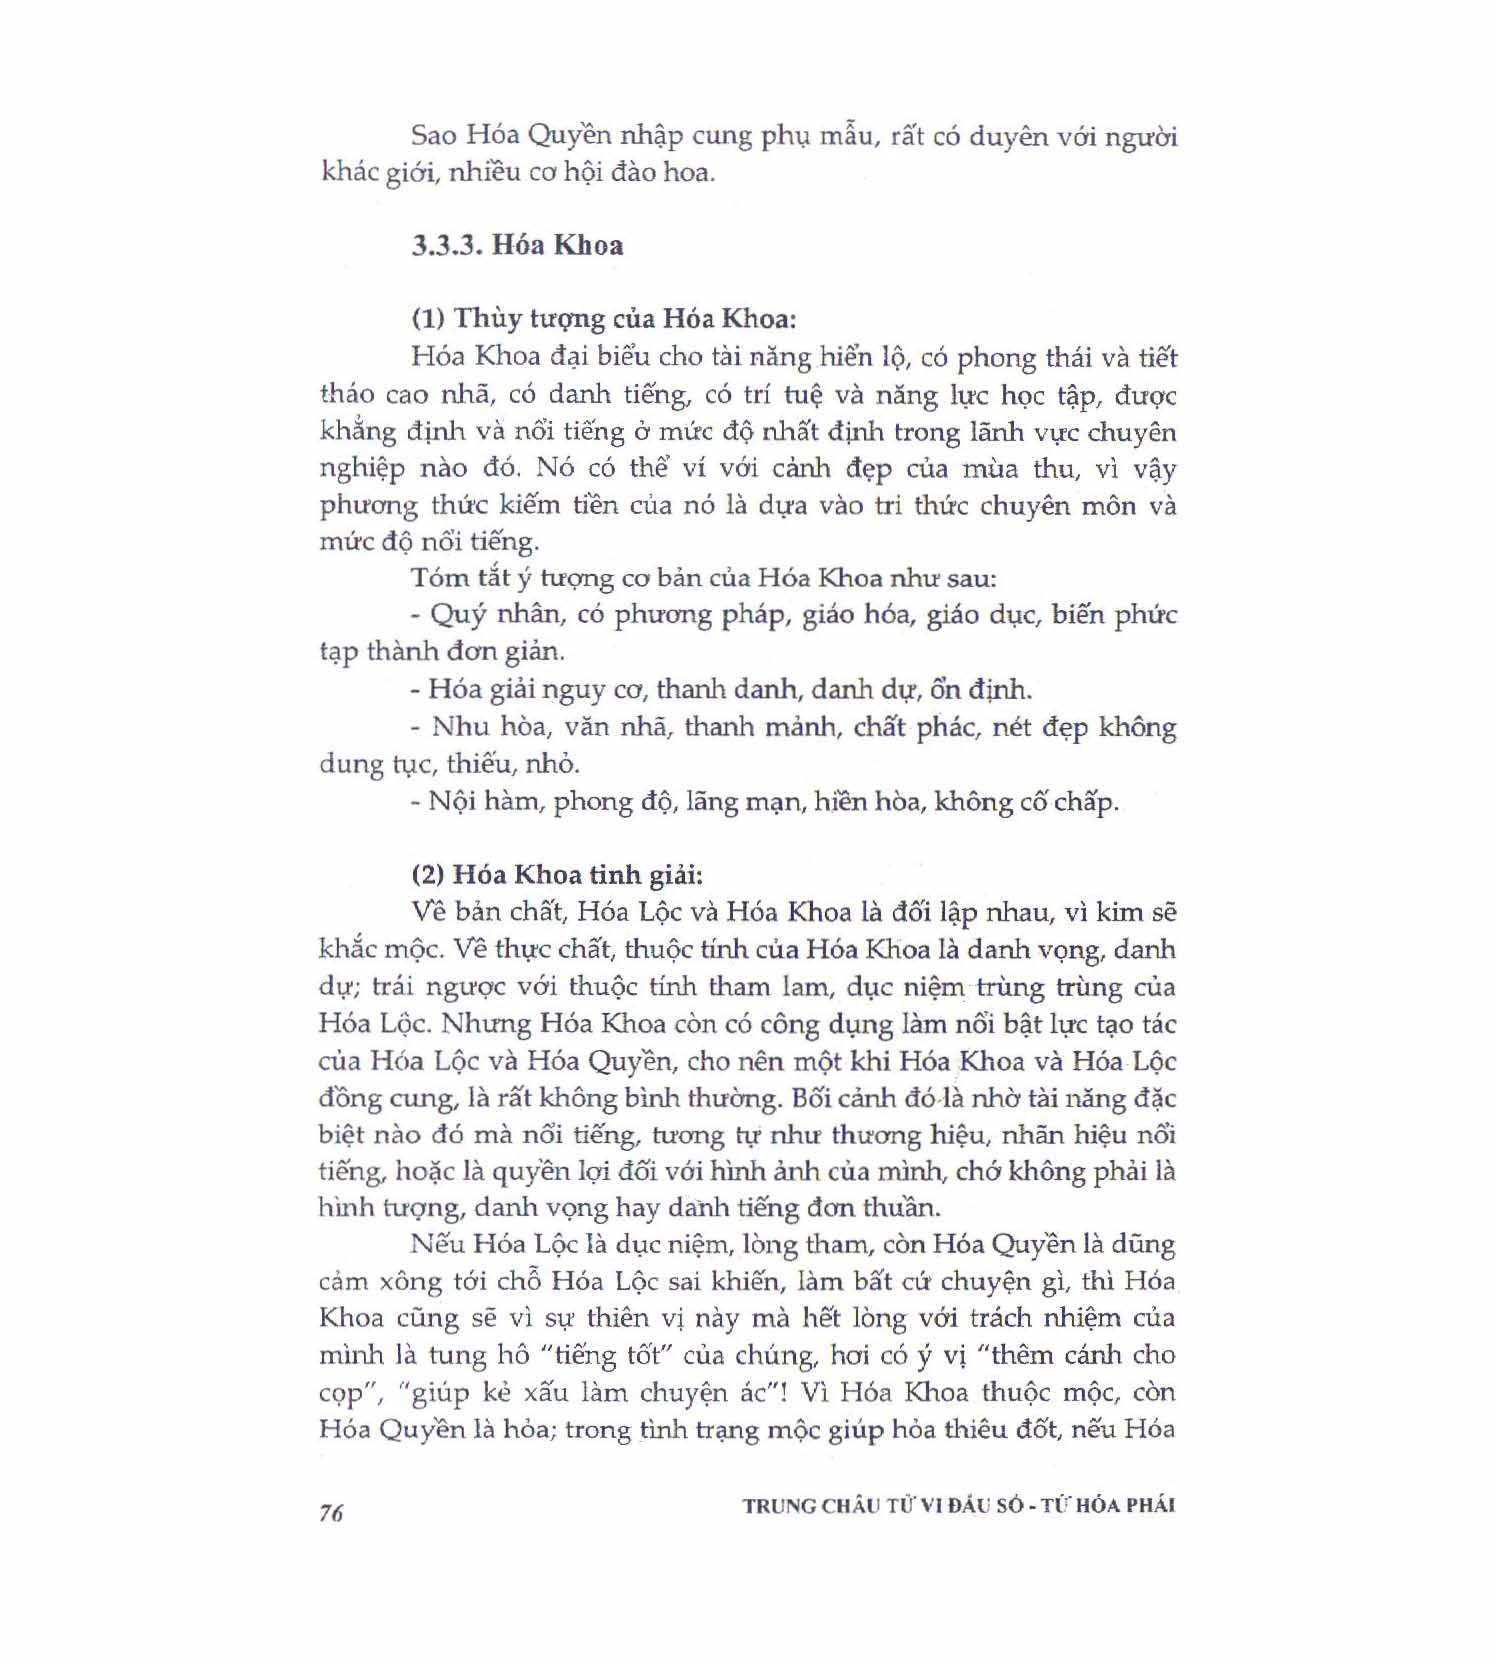 Sao Hóa Quyền nhập cung phụ mẫu, rất có duyên với người
khác giới, nhiều cơ hội đào hoa.
3.3.3. Hóa Khoa
(1) Thùy tượng của Hóa Khoa:
Hóa Khoa đại biểu cho tài năng hiển lộ, có phong thái và tiết
tháo cao nhã, có danh tiếng, có trí tuệ và năng lực học tập, được
khẳng định và nổi tiếng ở mức độ nhất định trong lãnh vực chuyên
nghiệp nào đó. Nó có thể ví với cảnh đẹp của mùa thu, vì vậy
phương thức kiếm tiền của nó là dựa vào tri thức chuyên môn và
mức độ nổi tiếng.
Tóm tắt ý tượng cơ bản của Hóa Khoa như sau:
- Quý nhân, có phương pháp, giáo hóa, giáo dục, biến phức
tạp thành đơn giản.
- Hóa giải nguy cơ, thanh danh, danh dự, ổn định.
- Nhu hòa, văn nhã, thanh mảnh, chất phác, nét đẹp không
dung tục, thiếu, nhỏ.
- Nội hàm, phong độ, lãng mạn, hiền hòa, không cố chấp.
(2) Hóa Khoa tinh giải:
Về bản chất, Hóa Lộc và Hóa Khoa là đối lập nhau, vì kim sẽ
khắc mộc. Về thực chất, thuộc tính của Hóa Khoa là danh vọng, danh
dự; trái ngược với thuộc tính tham lam, dục niệm trùng trùng của
Hóa Lộc. Nhưng Hóa Khoa còn có công dụng làm nổi bật lực tạo tác
của Hóa Lộc và Hóa Quyền, cho nên một khi Hóa Khoa và Hóa Lộc
đồng cung, là rất không bình thường. Bối cảnh đó là nhờ tài năng đặc
biệt nào đó mà nổi tiếng, tương tự như thương hiệu, nhãn hiệu nổi
tiếng, hoặc là quyền lợi đối với hình ảnh của mình, chớ không phải là
hình tượng, danh vọng hay danh tiếng đơn thuần.
Nếu Hóa Lộc là dục niệm, lòng tham, còn Hóa Quyền là dũng
cảm xông tới chỗ Hóa Lộc sai khiến, làm bất cứ chuyện gì, thì Hóa
Khoa cũng sẽ vì sự thiên vị này mà hết lòng với trách nhiệm của
mình là tung hô "tiếng tốt" của chúng, hơi có ý vị "thêm cánh cho
cọp", "giúp kẻ xấu làm chuyện ác"! Vì Hóa Khoa thuộc mộc, còn
Hóa Quyền là hỏa; trong tình trạng mộc giúp hỏa thiêu đốt, nếu Hóa
76 TRUNG CHÂU TỬ VI ĐẨU SỐ - TỨ HÓA PHÁI